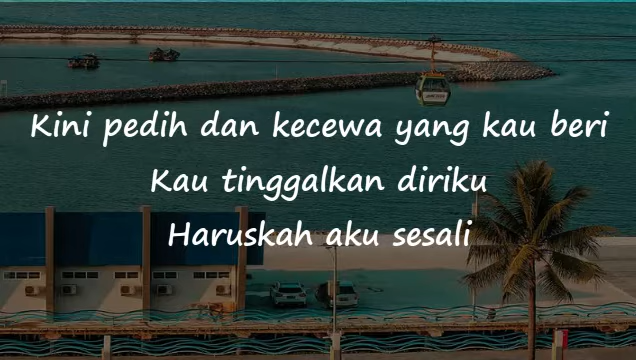 Kini pedih dan kecewa yang kau beri
Kau tinggalkan diriku
Haruskah aku sesali